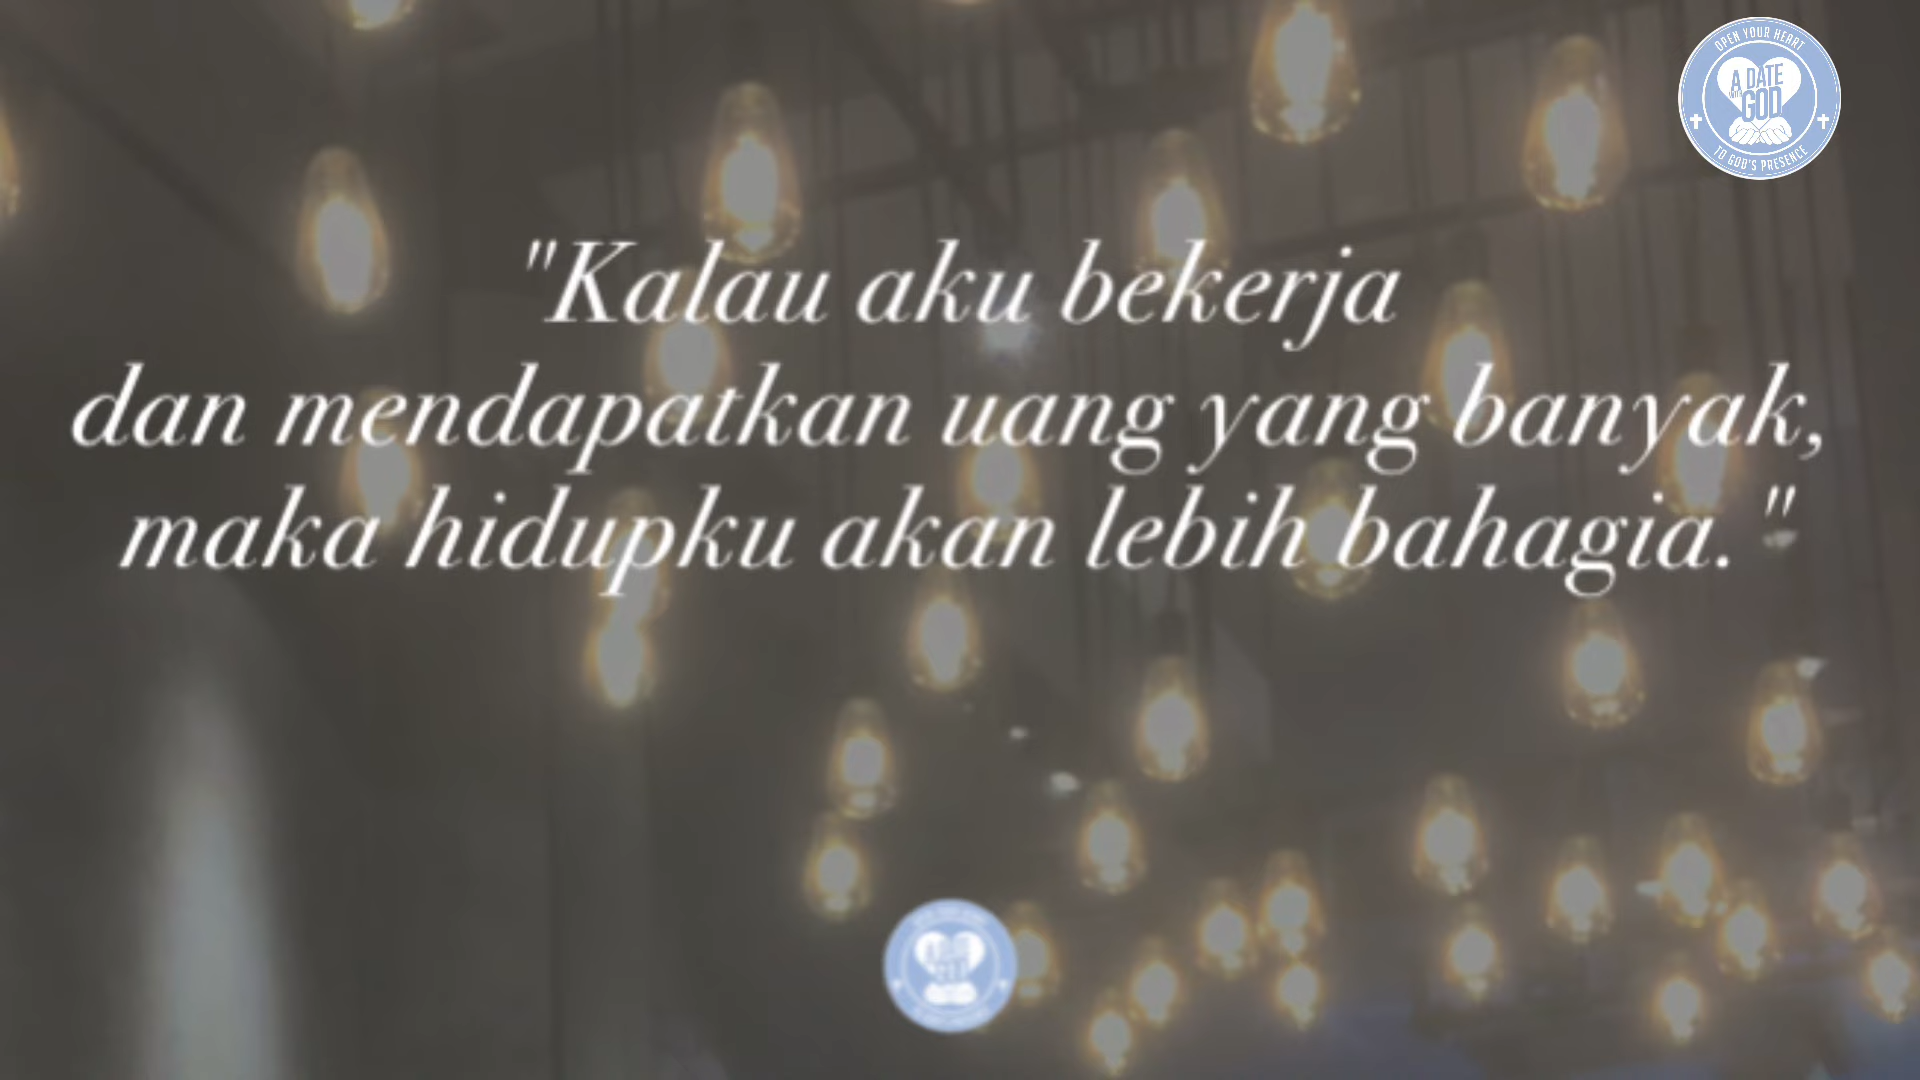 OPEN YOUR HEART
A DATE
WITH
GOD
TO GOD'S PRESENCE
"Kalau aku bekerja
dan mendapatkan uang yang banyak,
maka hidupku akan lebih bahagia. "